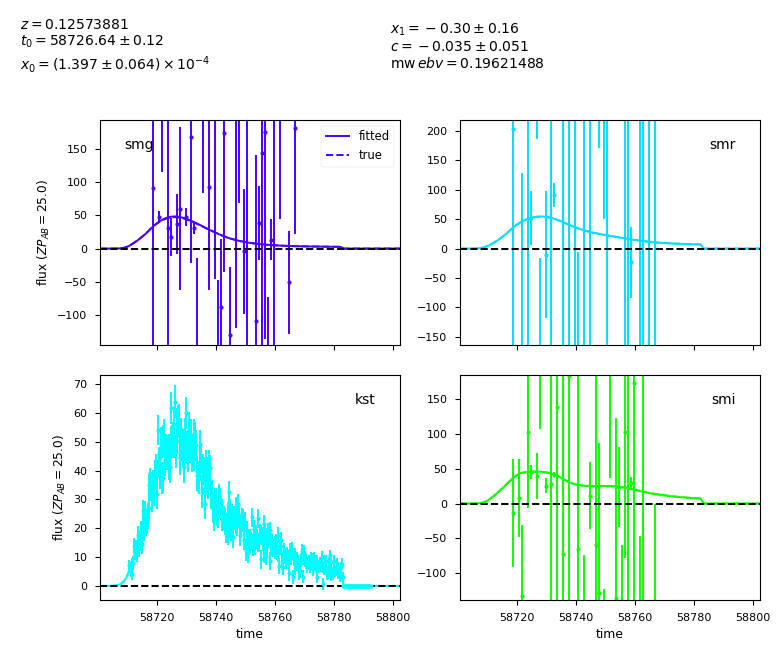 z = 0.12573881
t₀ = 58726.64 ± 0.12
x₀ = (1.397 ± 0.064) × 10⁻⁴
x₁ = −0.30 ± 0.16
c = −0.035 ± 0.051
mw ebv = 0.19621488
smg
fitted
true
150
100
50
0
−50
−100
flux (ZP_AB = 25.0)
smr
200
150
100
50
0
−50
−100
−150
kst
70
60
50
40
30
20
10
0
flux (ZP_AB = 25.0)
58720 58740 58760 58780 58800
time
smi
150
100
50
0
−50
−100
58720 58740 58760 58780 58800
time